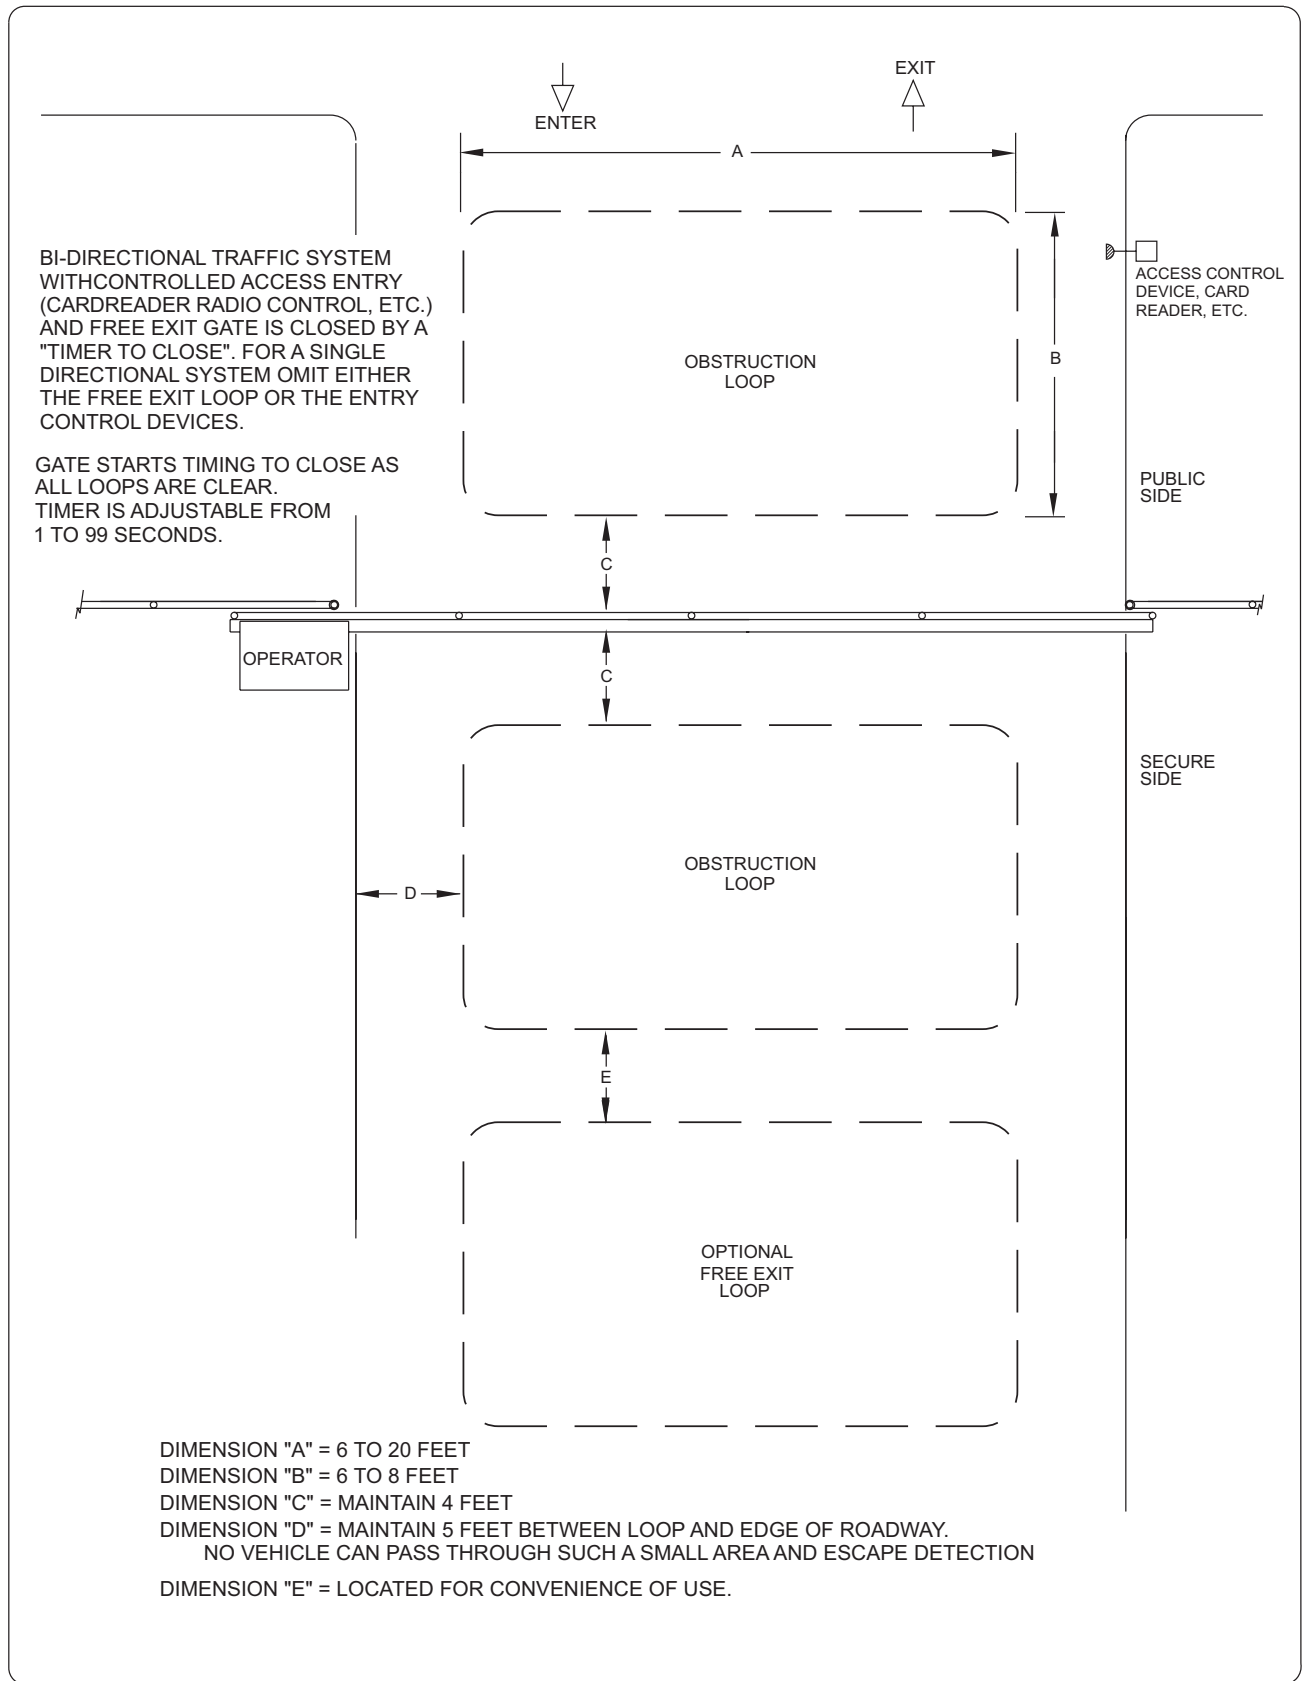 EXIT
ENTER
A
BI-DIRECTIONAL TRAFFIC SYSTEM
WITHCONTROLLED ACCESS ENTRY
(CARDREADER RADIO CONTROL, ETC.)
AND FREE EXIT GATE IS CLOSED BY A
"TIMER TO CLOSE". FOR A SINGLE
DIRECTIONAL SYSTEM OMIT EITHER
THE FREE EXIT LOOP OR THE ENTRY
CONTROL DEVICES.
GATE STARTS TIMING TO CLOSE AS
ALL LOOPS ARE CLEAR.
TIMER IS ADJUSTABLE FROM
1 TO 99 SECONDS.
OBSTRUCTION
LOOP
B
ACCESS CONTROL
DEVICE, CARD
READER, ETC.
PUBLIC
SIDE
C
OPERATOR
C
SECURE
SIDE
OBSTRUCTION
LOOP
D
E
OPTIONAL
FREE EXIT
LOOP
DIMENSION "A" = 6 TO 20 FEET
DIMENSION "B" = 6 TO 8 FEET
DIMENSION "C" = MAINTAIN 4 FEET
DIMENSION "D" = MAINTAIN 5 FEET BETWEEN LOOP AND EDGE OF ROADWAY.
NO VEHICLE CAN PASS THROUGH SUCH A SMALL AREA AND ESCAPE DETECTION
DIMENSION "E" = LOCATED FOR CONVENIENCE OF USE.